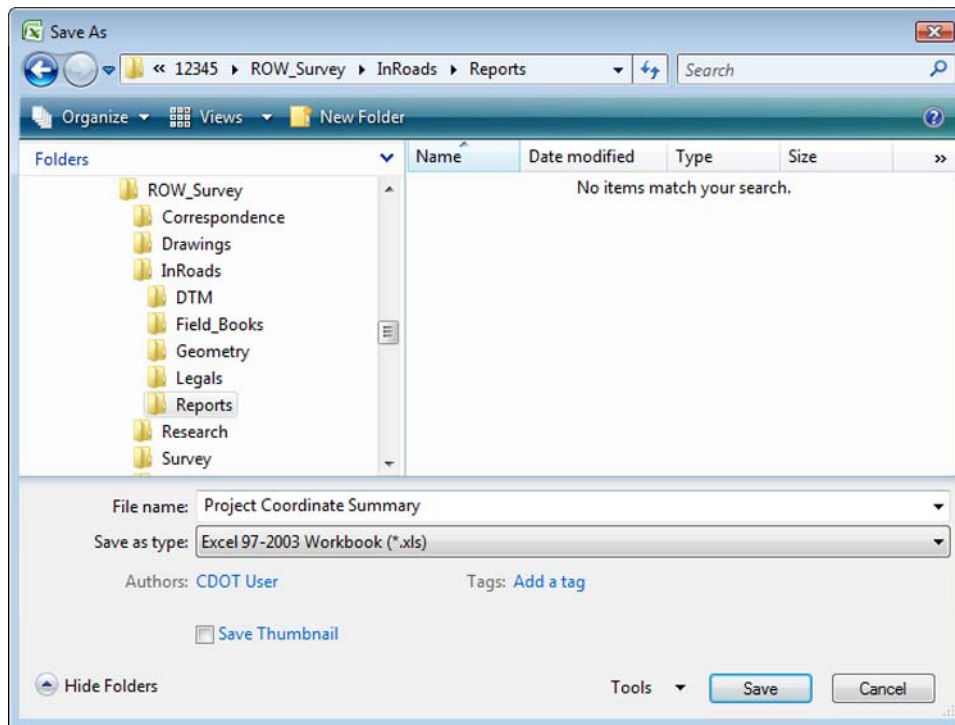 Save As
« 12345 ▸ ROW_Survey ▸ InRoads ▸ Reports
Search
Organize
Views
New Folder
Folders
Name
Date modified
Type
Size
»
No items match your search.
ROW_Survey
Correspondence
Drawings
InRoads
DTM
Field_Books
Geometry
Legals
Reports
Research
Survey
File name: Project Coordinate Summary
Save as type: Excel 97-2003 Workbook (*.xls)
Authors: CDOT User
Tags: Add a tag
Save Thumbnail
Hide Folders
Tools
Save
Cancel